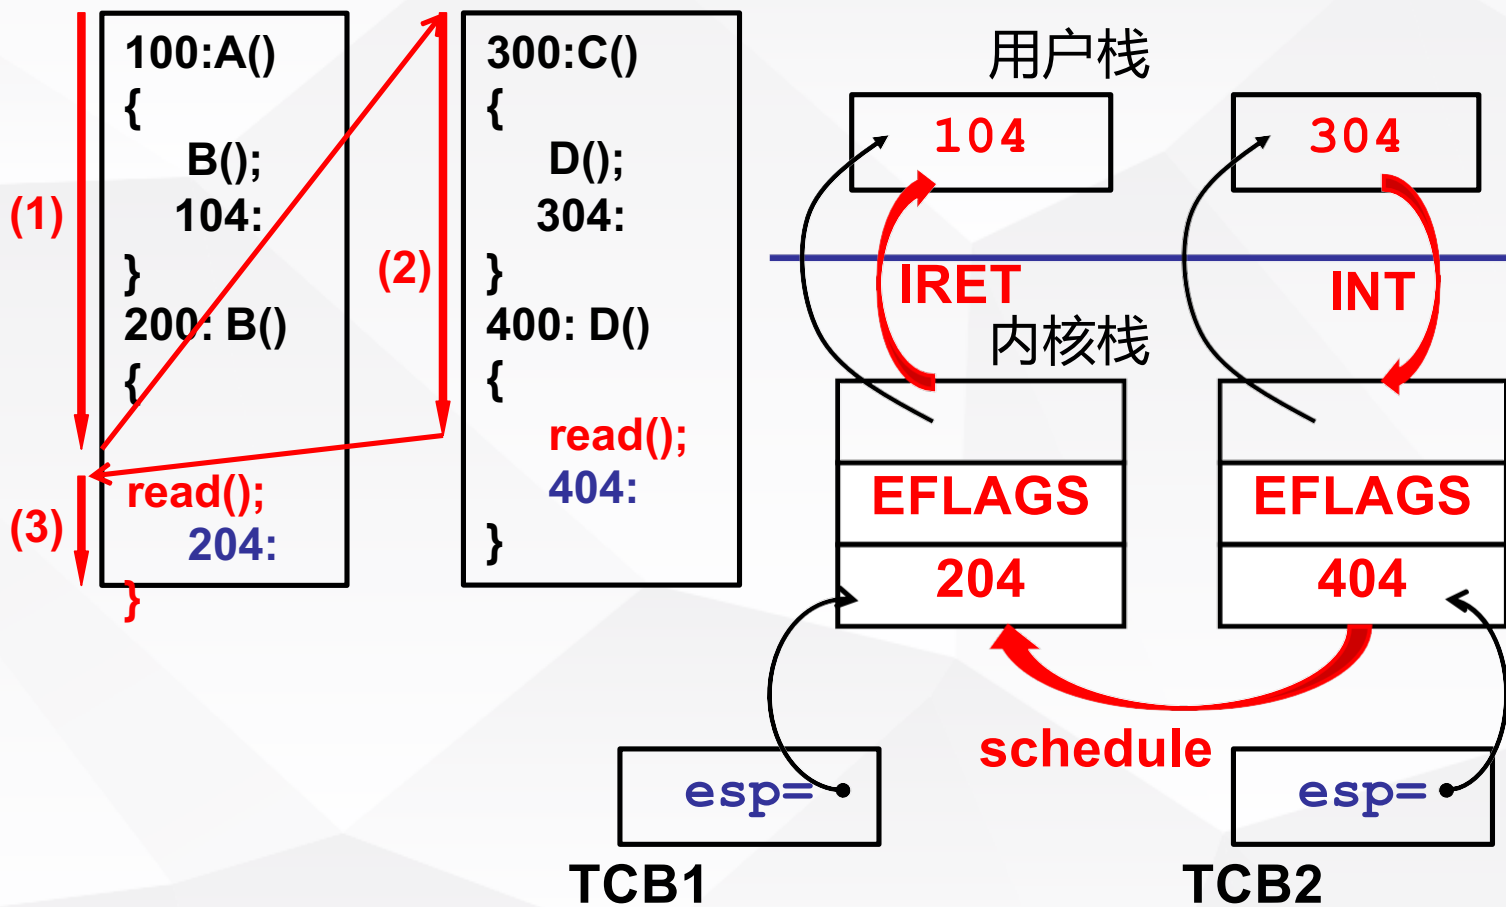 (1)
100:A()
{
B();
104:
}
200: B()
{
read();
204:
}
(3)
(2)
300:C()
{
D();
304:
}
400: D()
{
read();
404:
}
用户栈
104
304
IRET
INT
内核栈
EFLAGS
EFLAGS
204
404
schedule
esp=
esp=
TCB1
TCB2